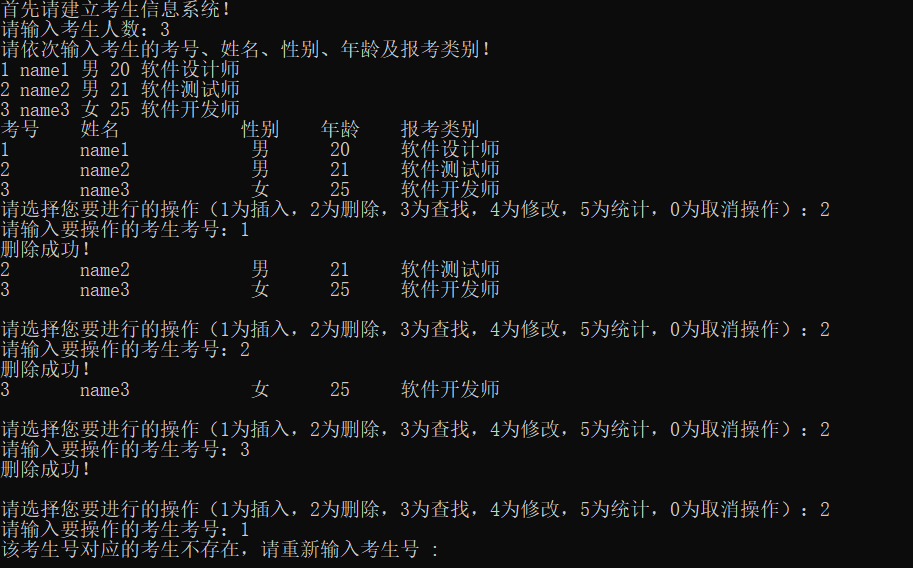 首先请建立考生信息系统！
请输入考生人数：3
请依次输入考生的考号、姓名、性别、年龄及报考类别！
1 name1 男 20 软件设计师
2 name2 男 21 软件测试师
3 name3 女 25 软件开发师
考号 姓名 性别 年龄 报考类别
1 name1 男 20 软件设计师
2 name2 男 21 软件测试师
3 name3 女 25 软件开发师
请选择您要进行的操作（1为插入，2为删除，3为查找，4为修改，5为统计，0为取消操作）：2
请输入要操作的考生考号：1
删除成功！
2 name2 男 21 软件测试师
3 name3 女 25 软件开发师
请选择您要进行的操作（1为插入，2为删除，3为查找，4为修改，5为统计，0为取消操作）：2
请输入要操作的考生考号：2
删除成功！
3 name3 女 25 软件开发师
请选择您要进行的操作（1为插入，2为删除，3为查找，4为修改，5为统计，0为取消操作）：2
请输入要操作的考生考号：3
删除成功！
请选择您要进行的操作（1为插入，2为删除，3为查找，4为修改，5为统计，0为取消操作）：2
请输入要操作的考生考号：1
该考生号对应的考生不存在，请重新输入考生号 :